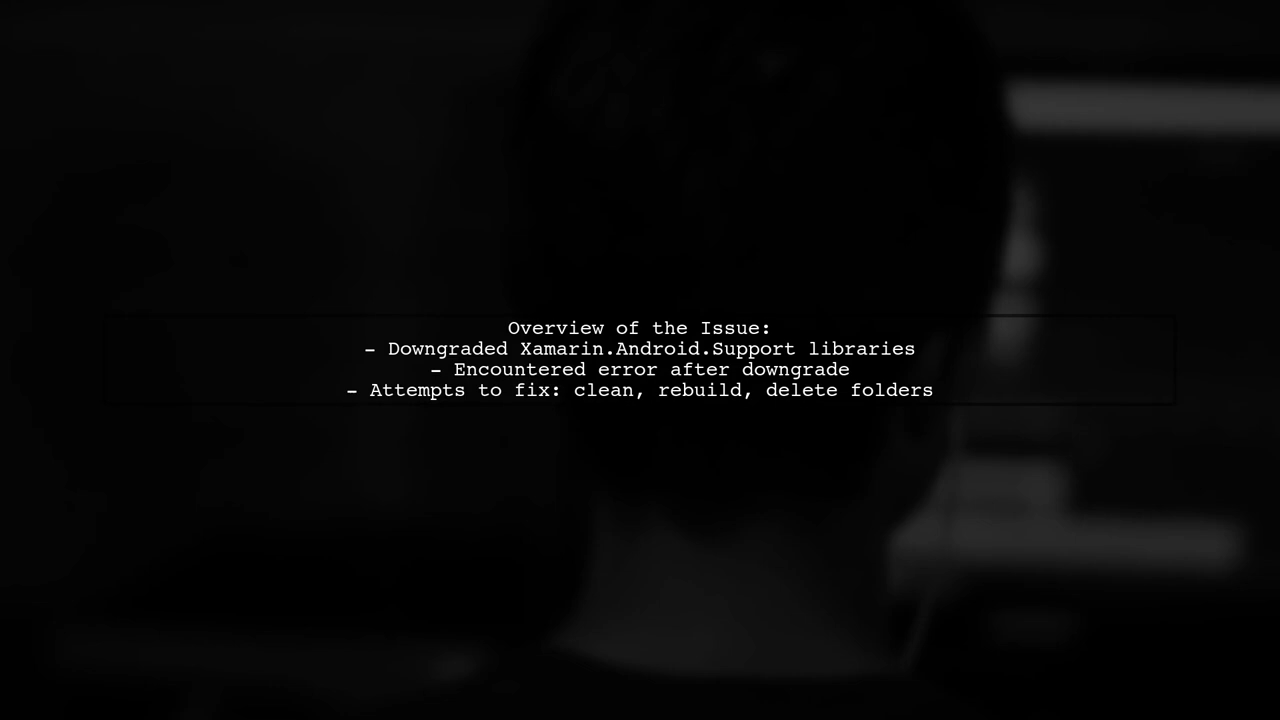 Overview of the Issue:
- Downgraded Xamarin.Android.Support libraries
- Encountered error after downgrade
- Attempts to fix: clean, rebuild, delete folders